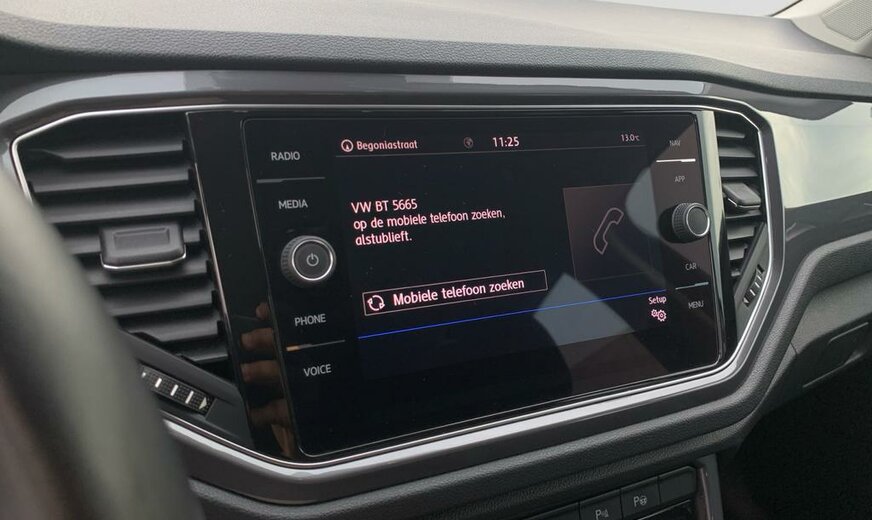 RADIO
MEDIA
PHONE
VOICE
Begoniastraat
11:25
13.0°C
VW BT 5665
op de mobiele telefoon zoeken,
alstublieft.
Mobiele telefoon zoeken
Setup
NAV
APP
CAR
MENU